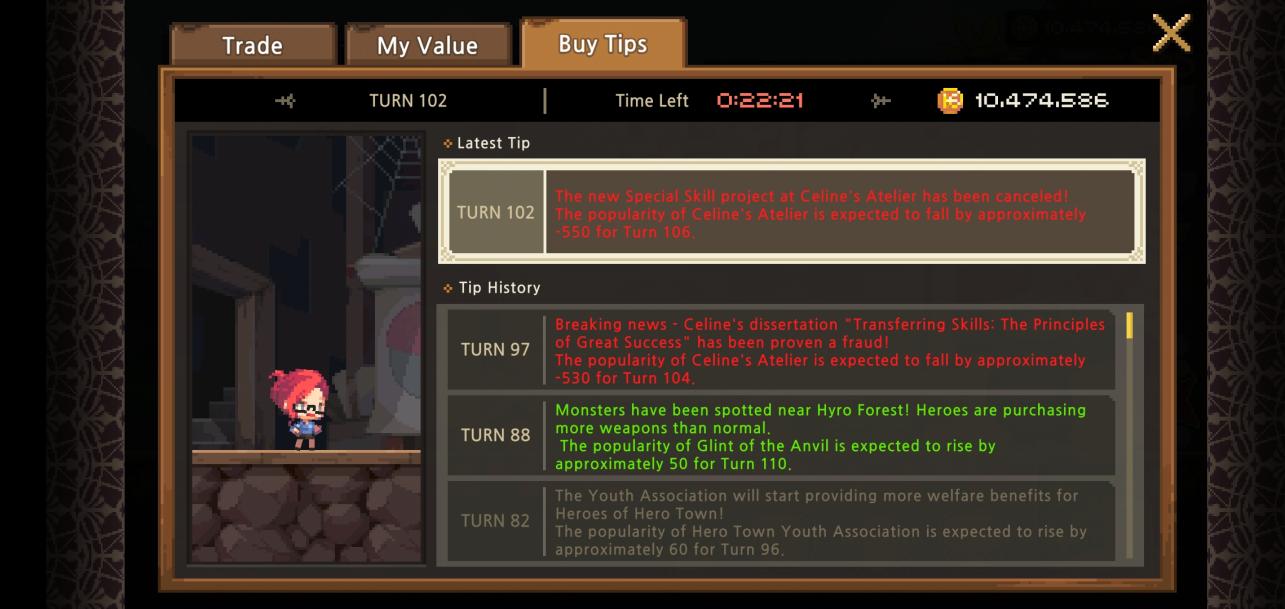 Trade
My Value
Buy Tips
TURN 102
Time Left 0:22:21
10,474,586
Latest Tip
TURN 102
The new Special Skill project at Celine's Atelier has been canceled!
The popularity of Celine's Atelier is expected to fall by approximately
-550 for Turn 106.
Tip History
TURN 97
Breaking news - Celine's dissertation "Transferring Skills: The Principles
of Great Success" has been proven a fraud!
The popularity of Celine's Atelier is expected to fall by approximately
-530 for Turn 104.
TURN 88
Monsters have been spotted near Hyro Forest! Heroes are purchasing
more weapons than normal.
The popularity of Glint of the Anvil is expected to rise by
approximately 50 for Turn 110.
TURN 82
The Youth Association will start providing more welfare benefits for
Heroes of Hero Town!
The popularity of Hero Town Youth Association is expected to rise by
approximately 60 for Turn 96.